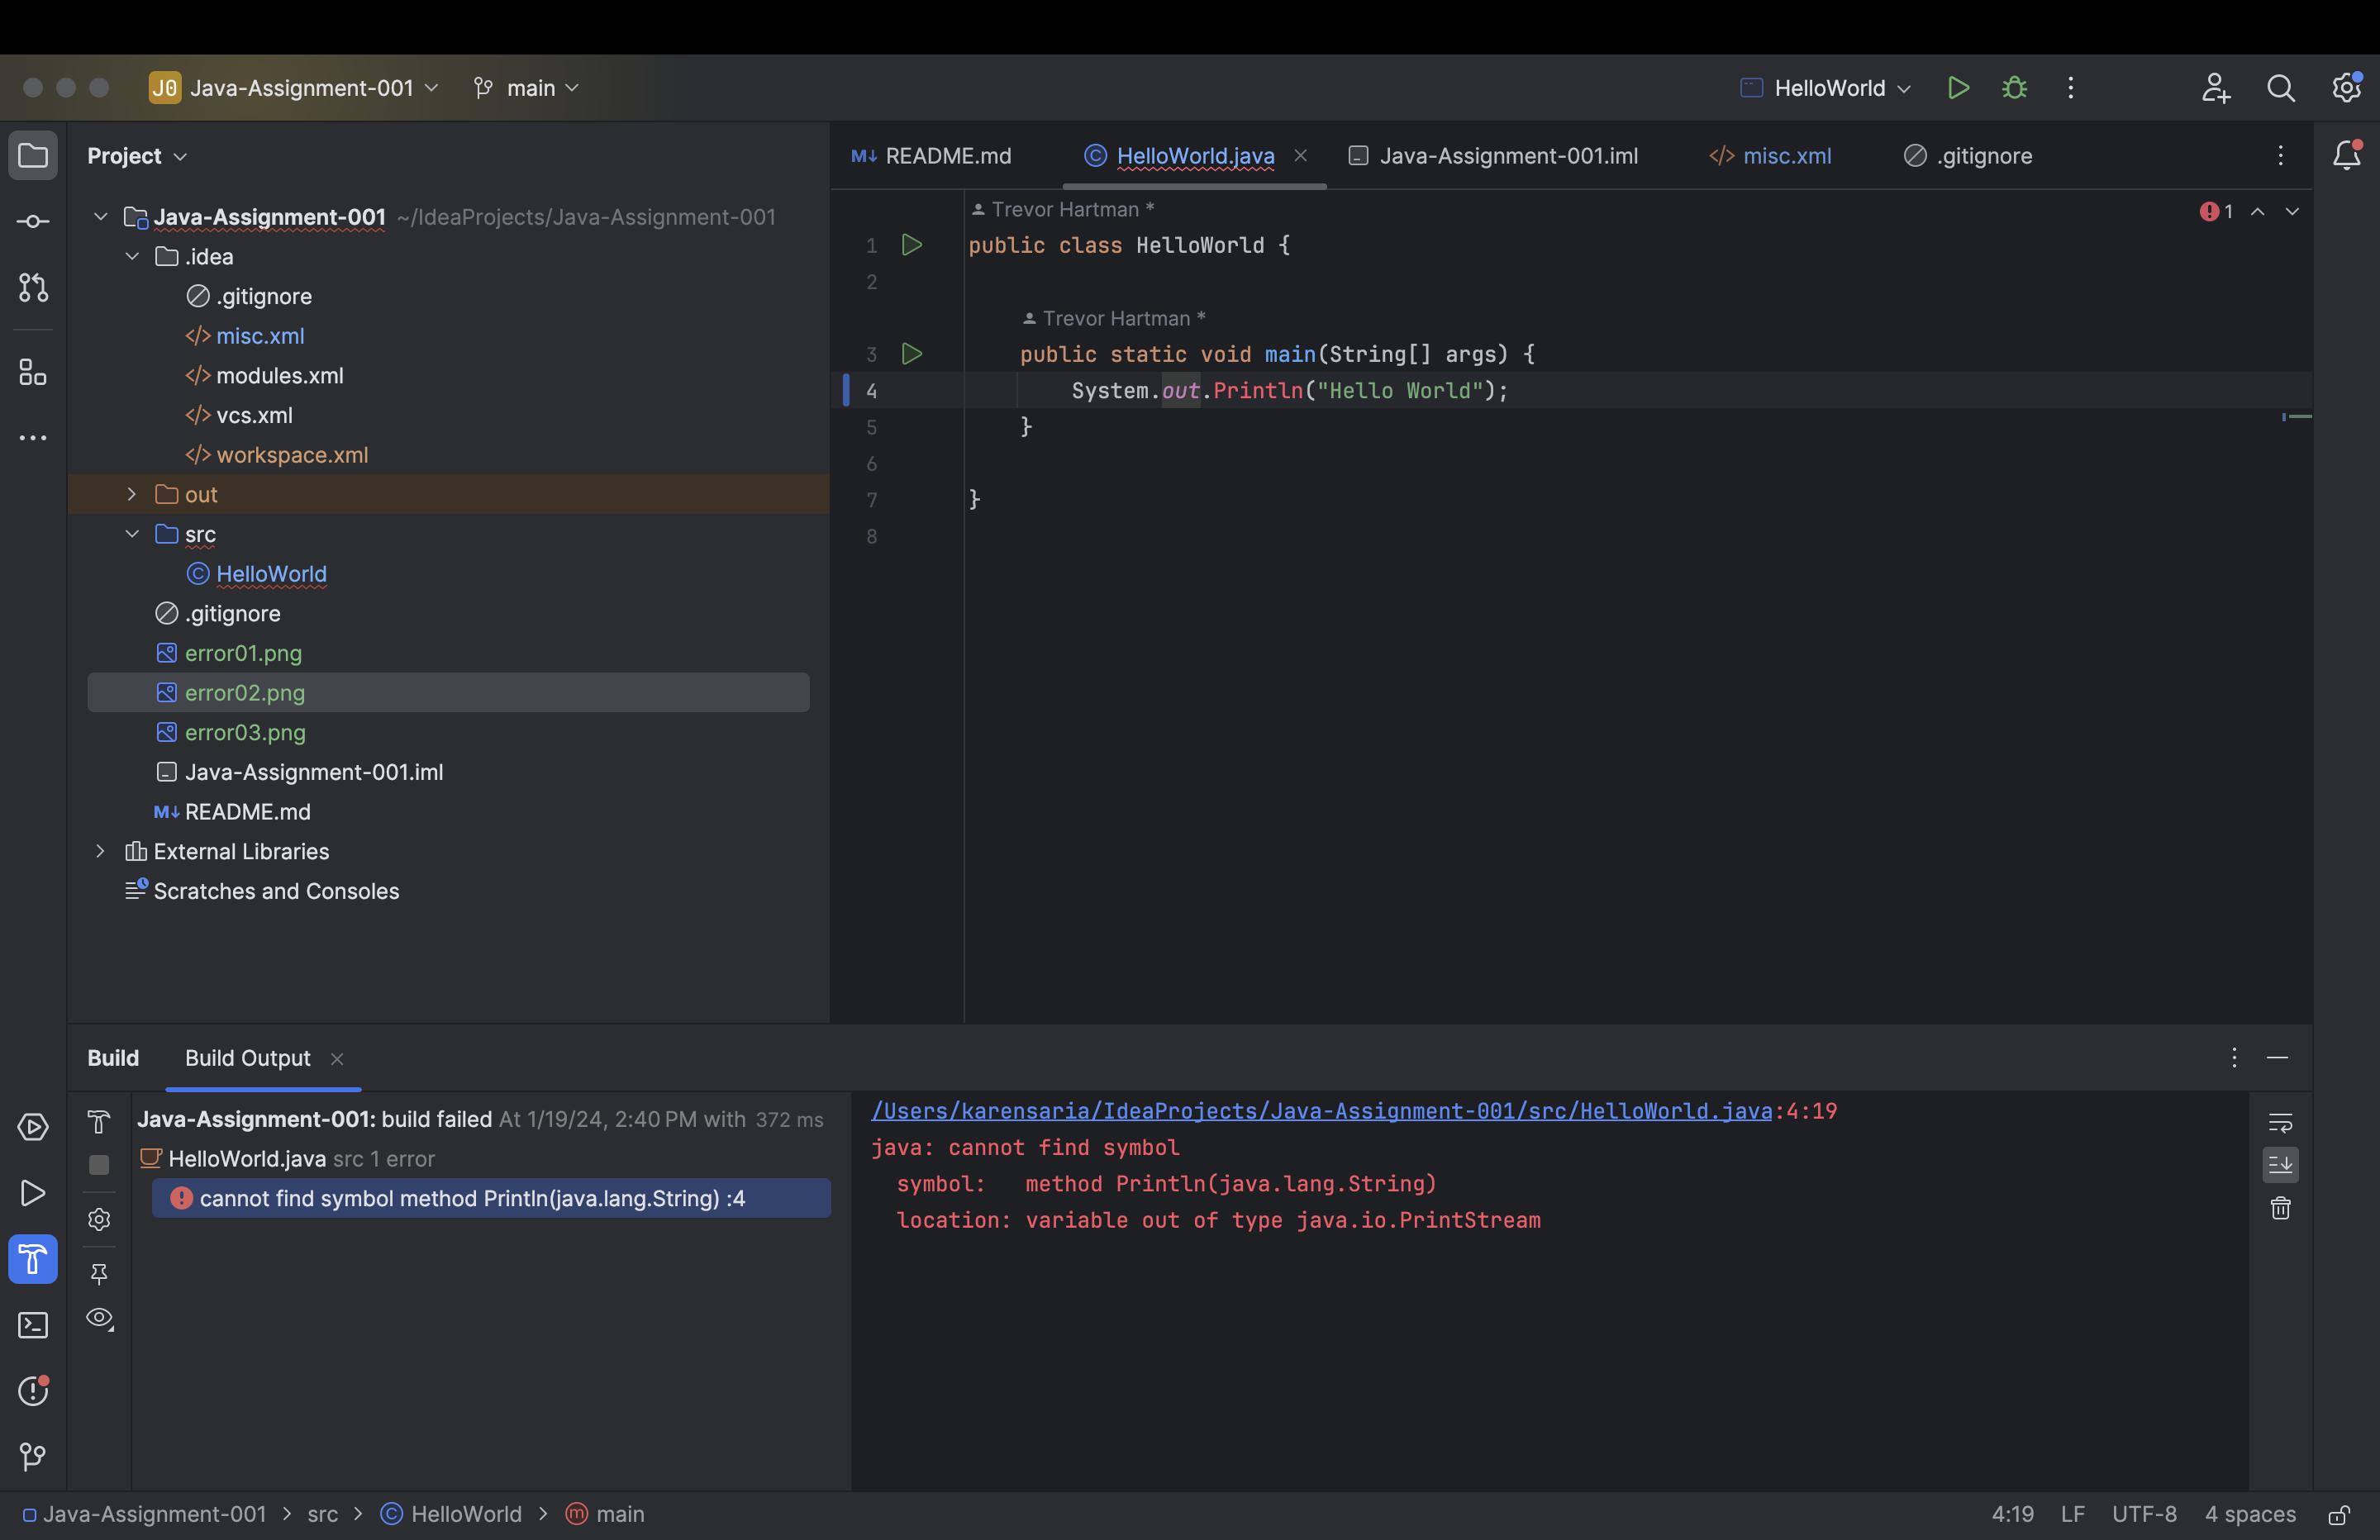 J0 Java-Assignment-001 main HelloWorld
Project
README.md HelloWorld.java Java-Assignment-001.iml misc.xml .gitignore
Java-Assignment-001 ~/IdeaProjects/Java-Assignment-001
.idea
.gitignore
misc.xml
modules.xml
vcs.xml
workspace.xml
out
src
HelloWorld
.gitignore
error01.png
error02.png
error03.png
Java-Assignment-001.iml
M↓ README.md
External Libraries
Scratches and Consoles
Trevor Hartman *
1
1 public class HelloWorld {
2
Trevor Hartman *
3 public static void main(String[] args) {
4 System.out.Println("Hello World");
5 }
6
7 }
8
Build Build Output
Java-Assignment-001: build failed At 1/19/24, 2:40 PM with 372 ms
HelloWorld.java src 1 error
cannot find symbol method Println(java.lang.String) :4
/Users/karensaria/IdeaProjects/Java-Assignment-001/src/HelloWorld.java:4:19
java: cannot find symbol
symbol: method Println(java.lang.String)
location: variable out of type java.io.PrintStream
Java-Assignment-001 > src > HelloWorld > main
4:19 LF UTF-8 4 spaces